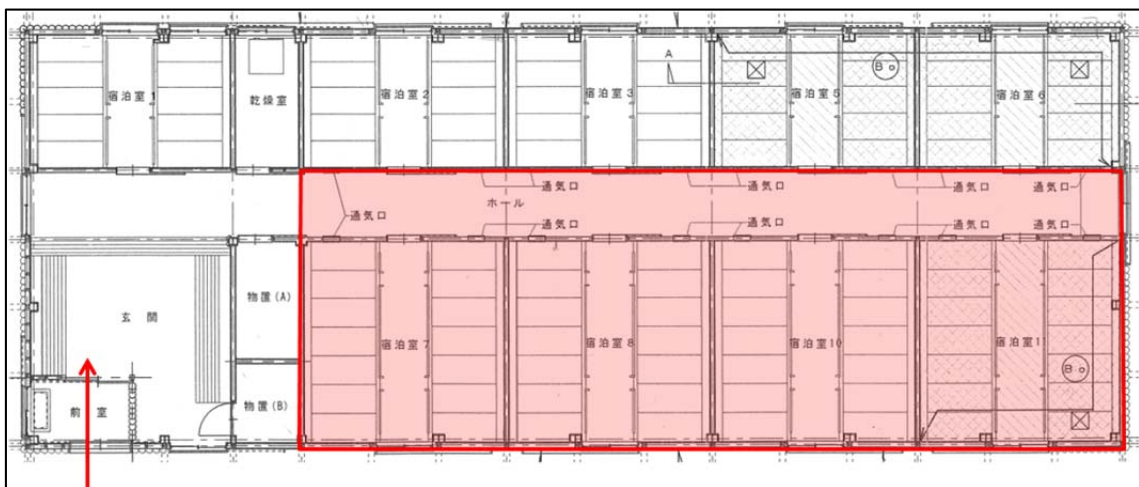 A
B
宿泊室1
乾燥室
宿泊室2
宿泊室3
宿泊室5
宿泊室6
通気口
通気口
通気口
通気口
ホール
通気口
通気口
通気口
通気口
通気口
物置(A)
玄関
宿泊室7
宿泊室8
宿泊室10
宿泊室11
B
前室
物置(B)